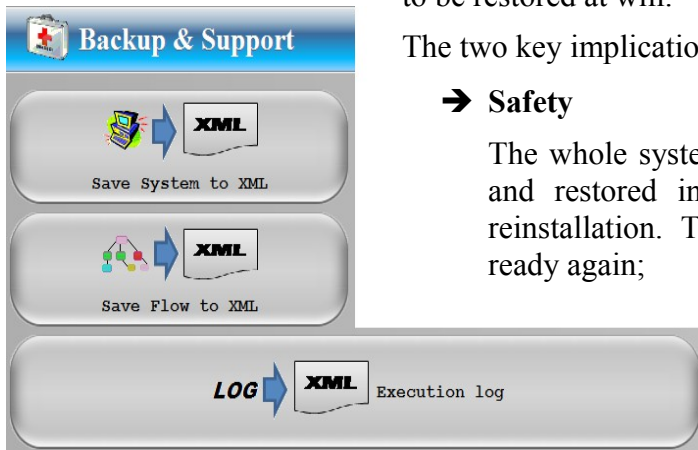 to be restored at will.
Backup & Support
The two key implicatio
➔ Safety
XML
Save System to XML
The whole syste
and restored in
reinstallation. T
ready again;
XML
Save Flow to XML
LOG XML Execution log